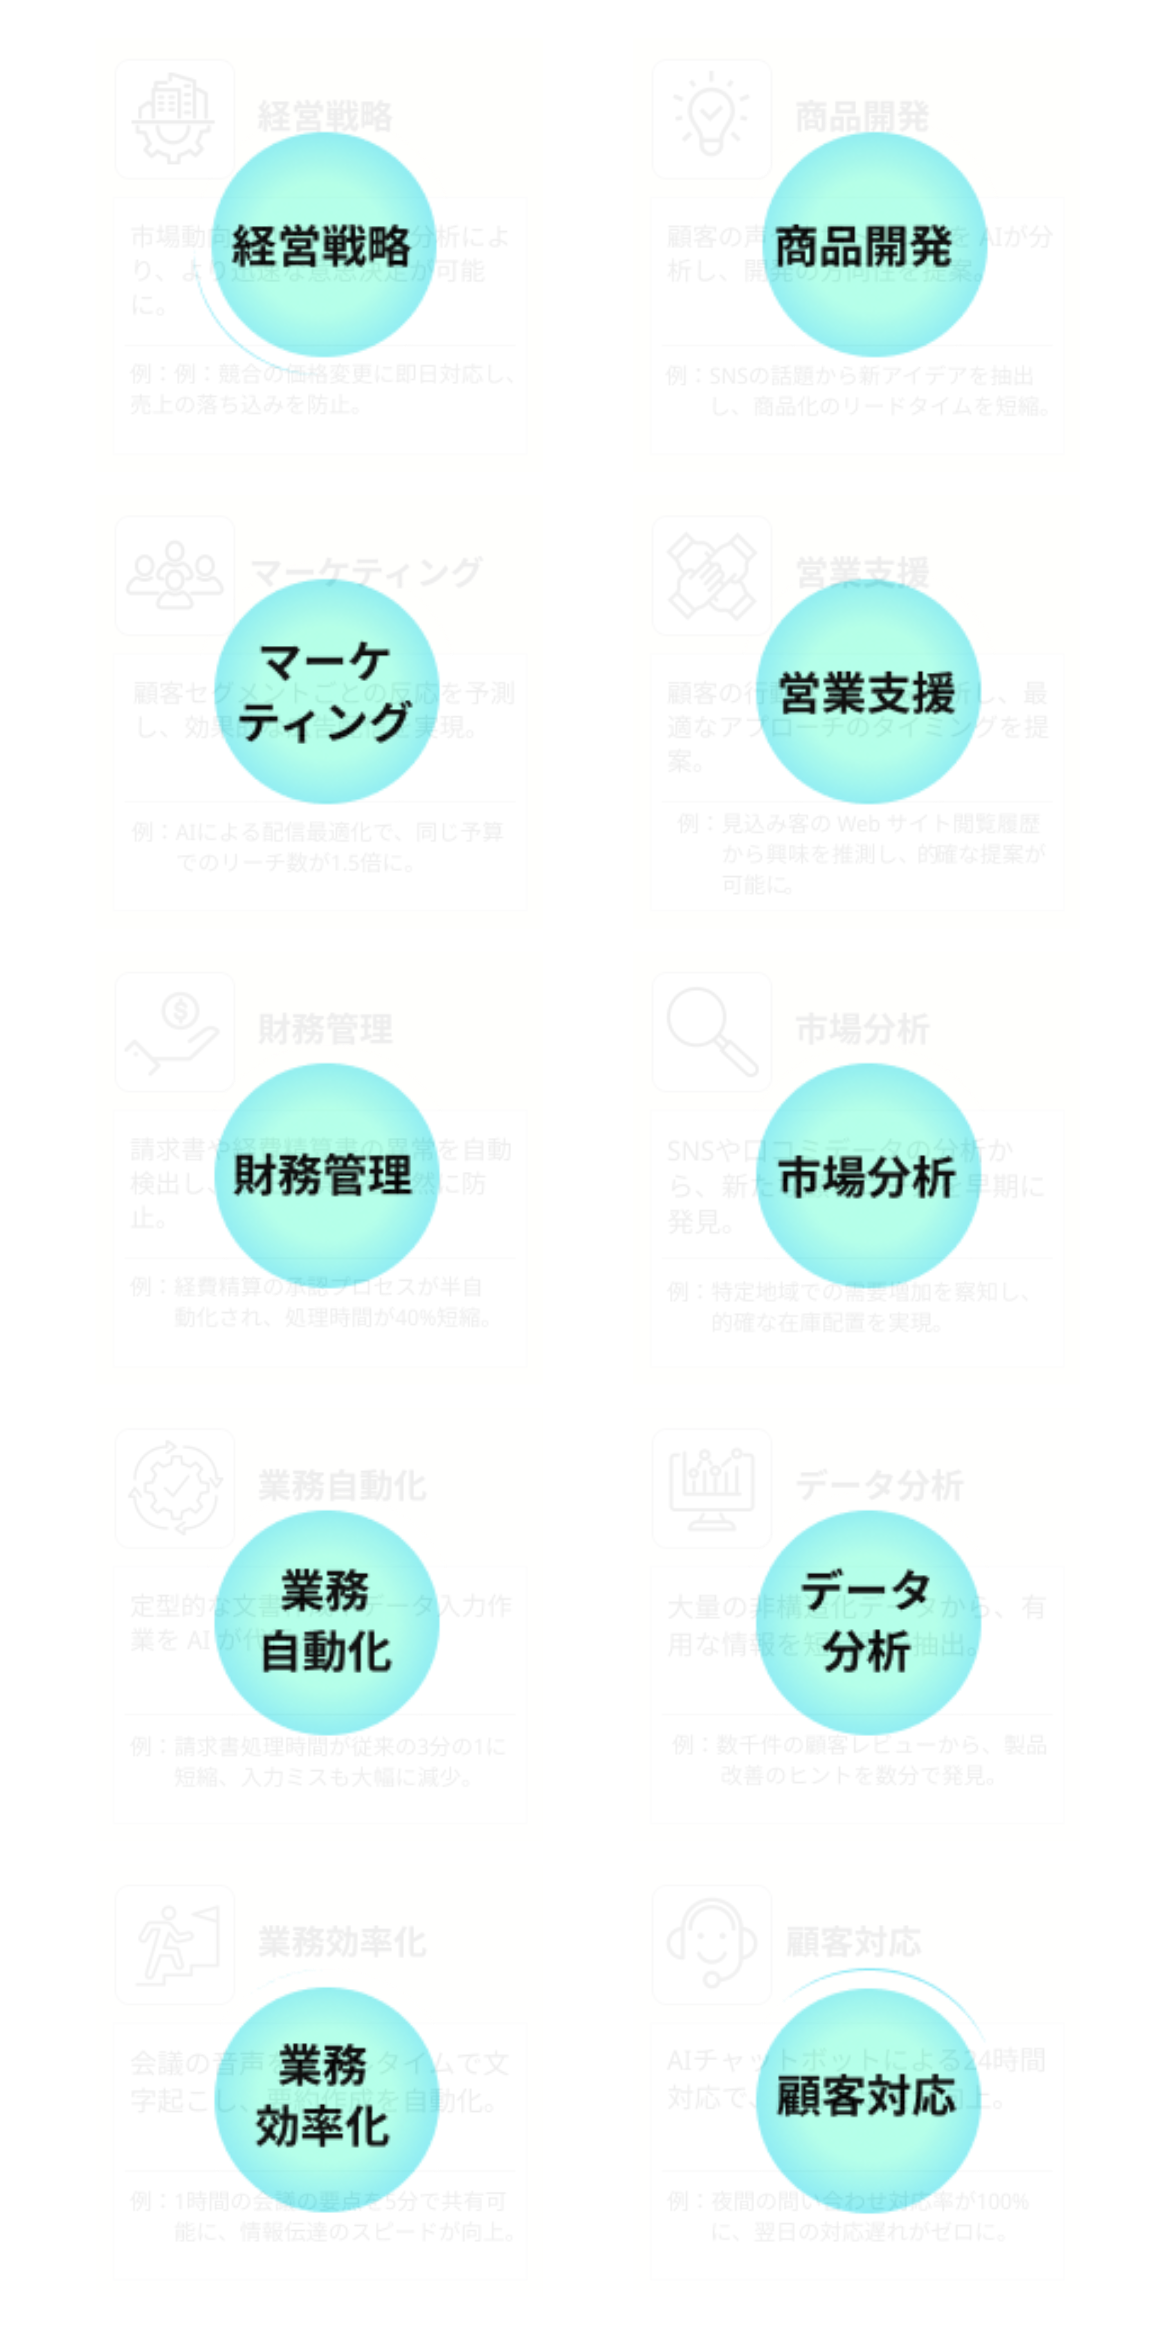 経営戦略
経営戦略
市場動向 分析によ
り、より迅速な意思決定が可能
に。
例：例：競合の価格変更に即日対応し、
売上の落ち込みを防止。
商品開発
商品開発
顧客の声 を AIが分
析し、開発の方向性を提案。
例：SNSの話題から新アイデアを抽出
し、商品化のリードタイムを短縮。
マーケティング
マーケ
ティング
顧客セグメントごとの反応を予測
し、効果的な広告 実現。
例：AIによる配信最適化で、同じ予算
でのリーチ数が1.5倍に。
営業支援
営業支援
顧客の行動 し、最
適なアプローチのタイミングを提
案。
例：見込み客の Web サイト閲覧履歴
から興味を推測し、的確な提案が
可能に。
財務管理
財務管理
請求書や経費精算書の異常を自動
検出し、 に防
止。
例：経費精算の承認プロセスが半自
動化され、処理時間が40%短縮。
市場分析
市場分析
SNSや口コミデータの分析か
ら、新た 早期に
発見。
例：特定地域での需要増加を察知し、
的確な在庫配置を実現。
業務自動化
業務
自動化
定型的な文書 データ入力作
業を AI が代
例：請求書処理時間が従来の3分の1に
短縮、入力ミスも大幅に減少。
データ分析
データ
分析
大量の非構造化データから、有
用な情報を短 抽出。
例：数千件の顧客レビューから、製品
改善のヒントを数分で発見。
業務効率化
業務
効率化
会議の音声を タイムで文
字起こし、要約作成を自動化。
例：1時間の会議の要点を5分で共有可
能に、情報伝達のスピードが向上。
顧客対応
顧客対応
AIチャットボットによる24時間
対応で、 上。
例：夜間の問い合わせ対応率が100%
に、翌日の対応遅れがゼロに。